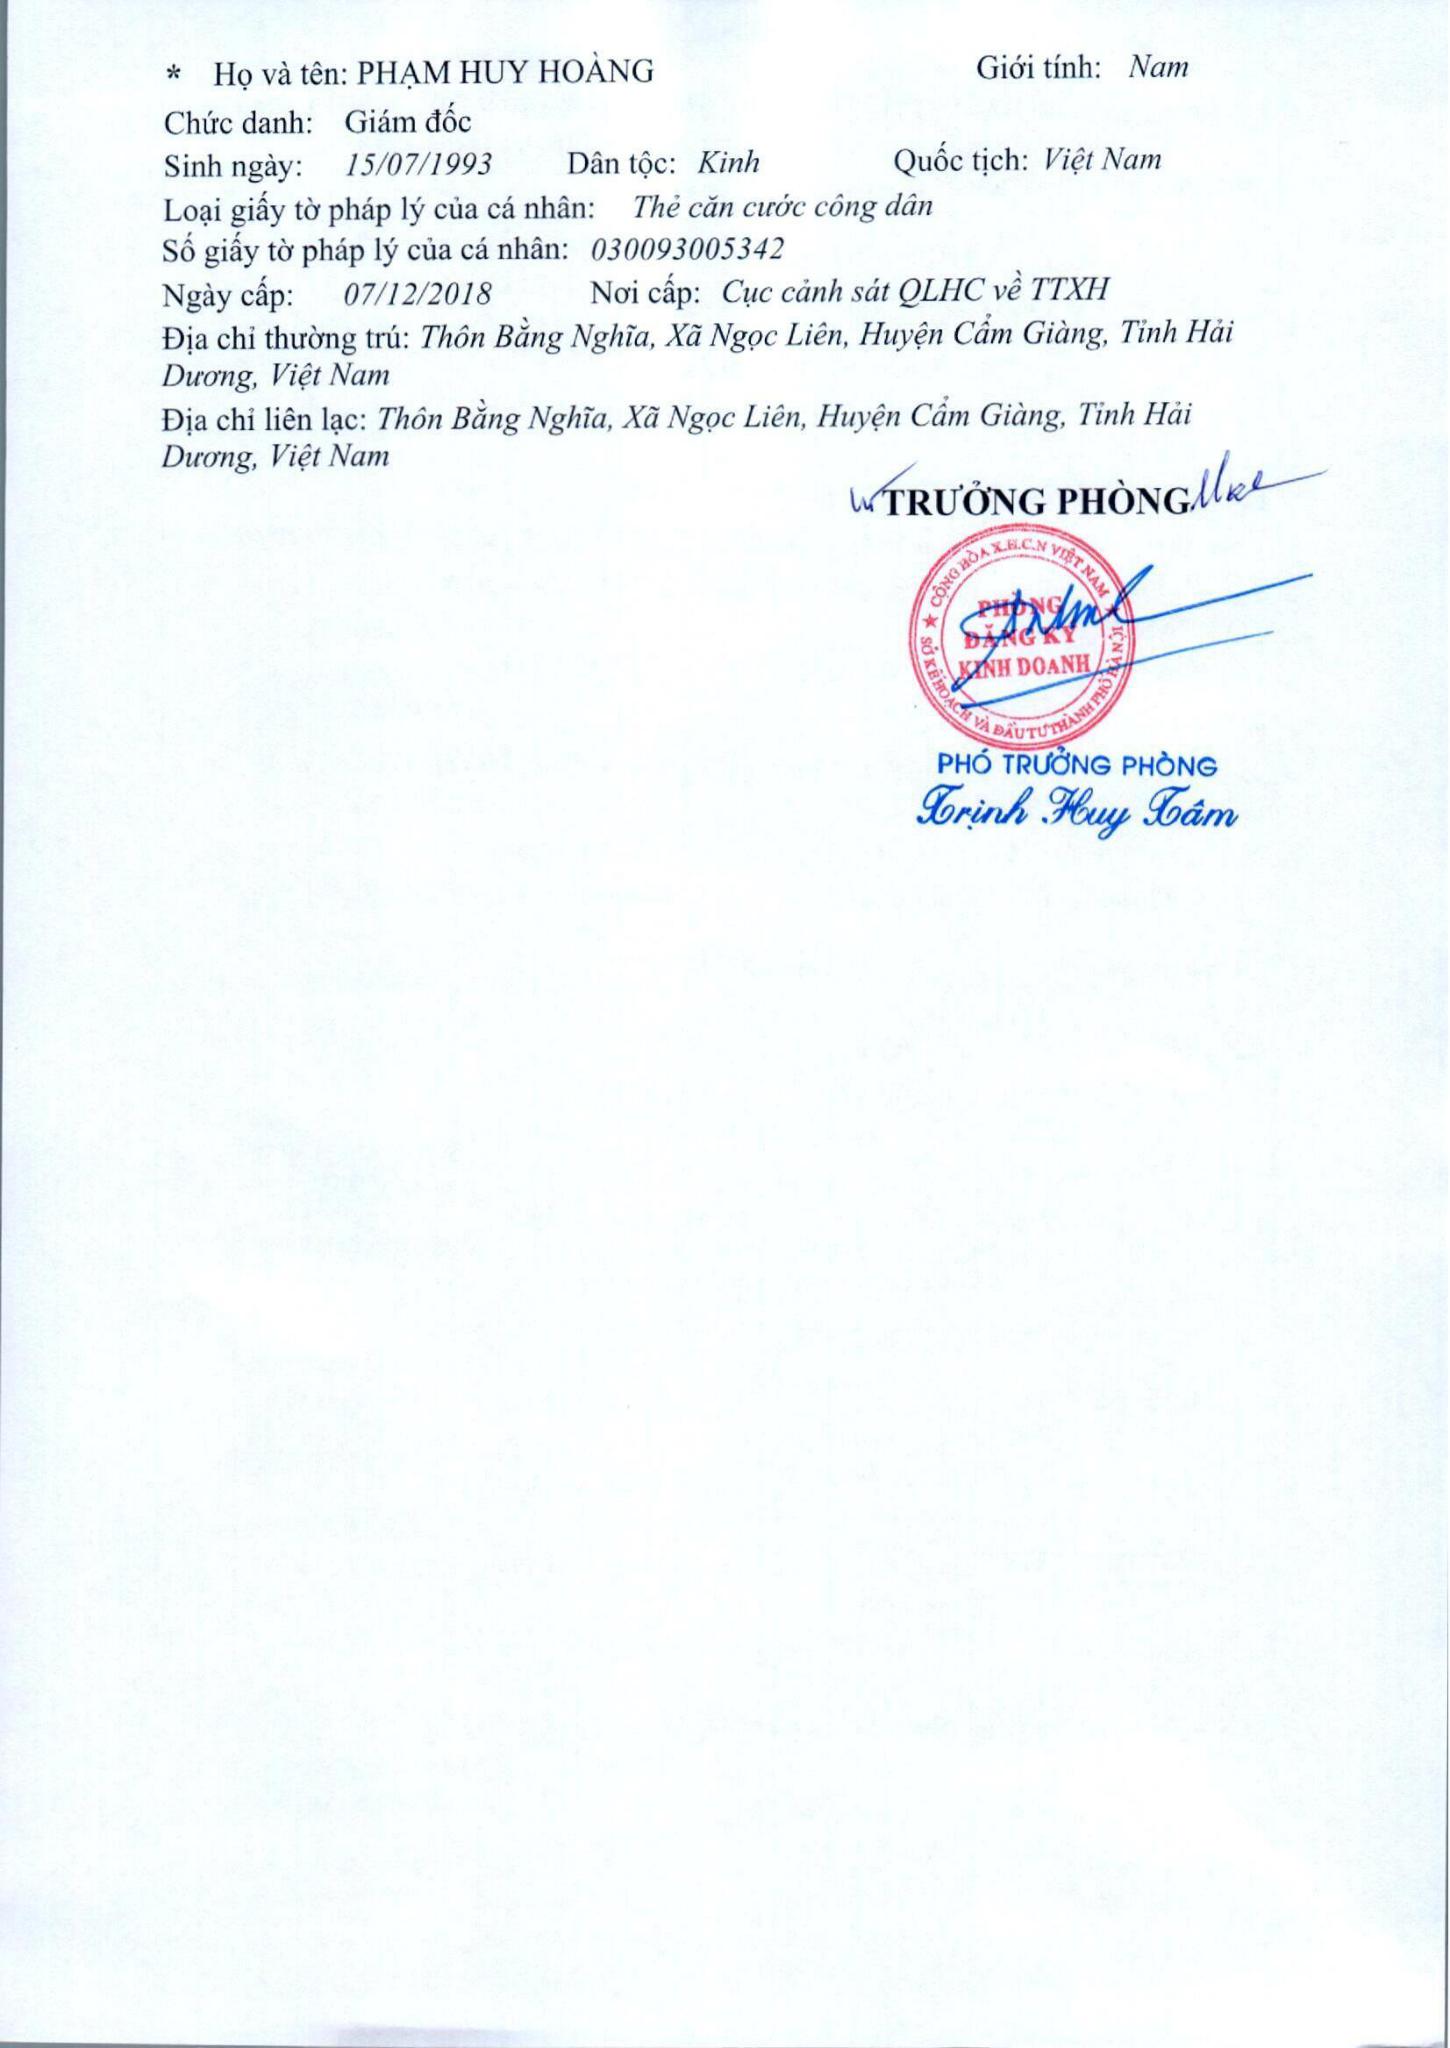 * Họ và tên: PHẠM HUY HOÀNG Giới tính: Nam
Chức danh: Giám đốc
Sinh ngày: 15/07/1993 Dân tộc: Kinh Quốc tịch: Việt Nam
Loại giấy tờ pháp lý của cá nhân: Thẻ căn cước công dân
Số giấy tờ pháp lý của cá nhân: 030093005342
Ngày cấp: 07/12/2018 Nơi cấp: Cục cảnh sát QLHC về TTXH
Địa chỉ thường trú: Thôn Bằng Nghĩa, Xã Ngọc Liên, Huyện Cẩm Giàng, Tỉnh Hải
Dương, Việt Nam
Địa chỉ liên lạc: Thôn Bằng Nghĩa, Xã Ngọc Liên, Huyện Cẩm Giàng, Tỉnh Hải
Dương, Việt Nam
TRƯỞNG PHÒNG
CỘNG HÒA X.H.C.N VIỆT NAM
PHÒNG
ĐĂNG KÝ
KINH DOANH
SỞ KẾ HOẠCH VÀ ĐẦU TƯ THÀNH PHỐ HÀ NỘI
PHÓ TRƯỞNG PHÒNG
Trịnh Huy Tâm